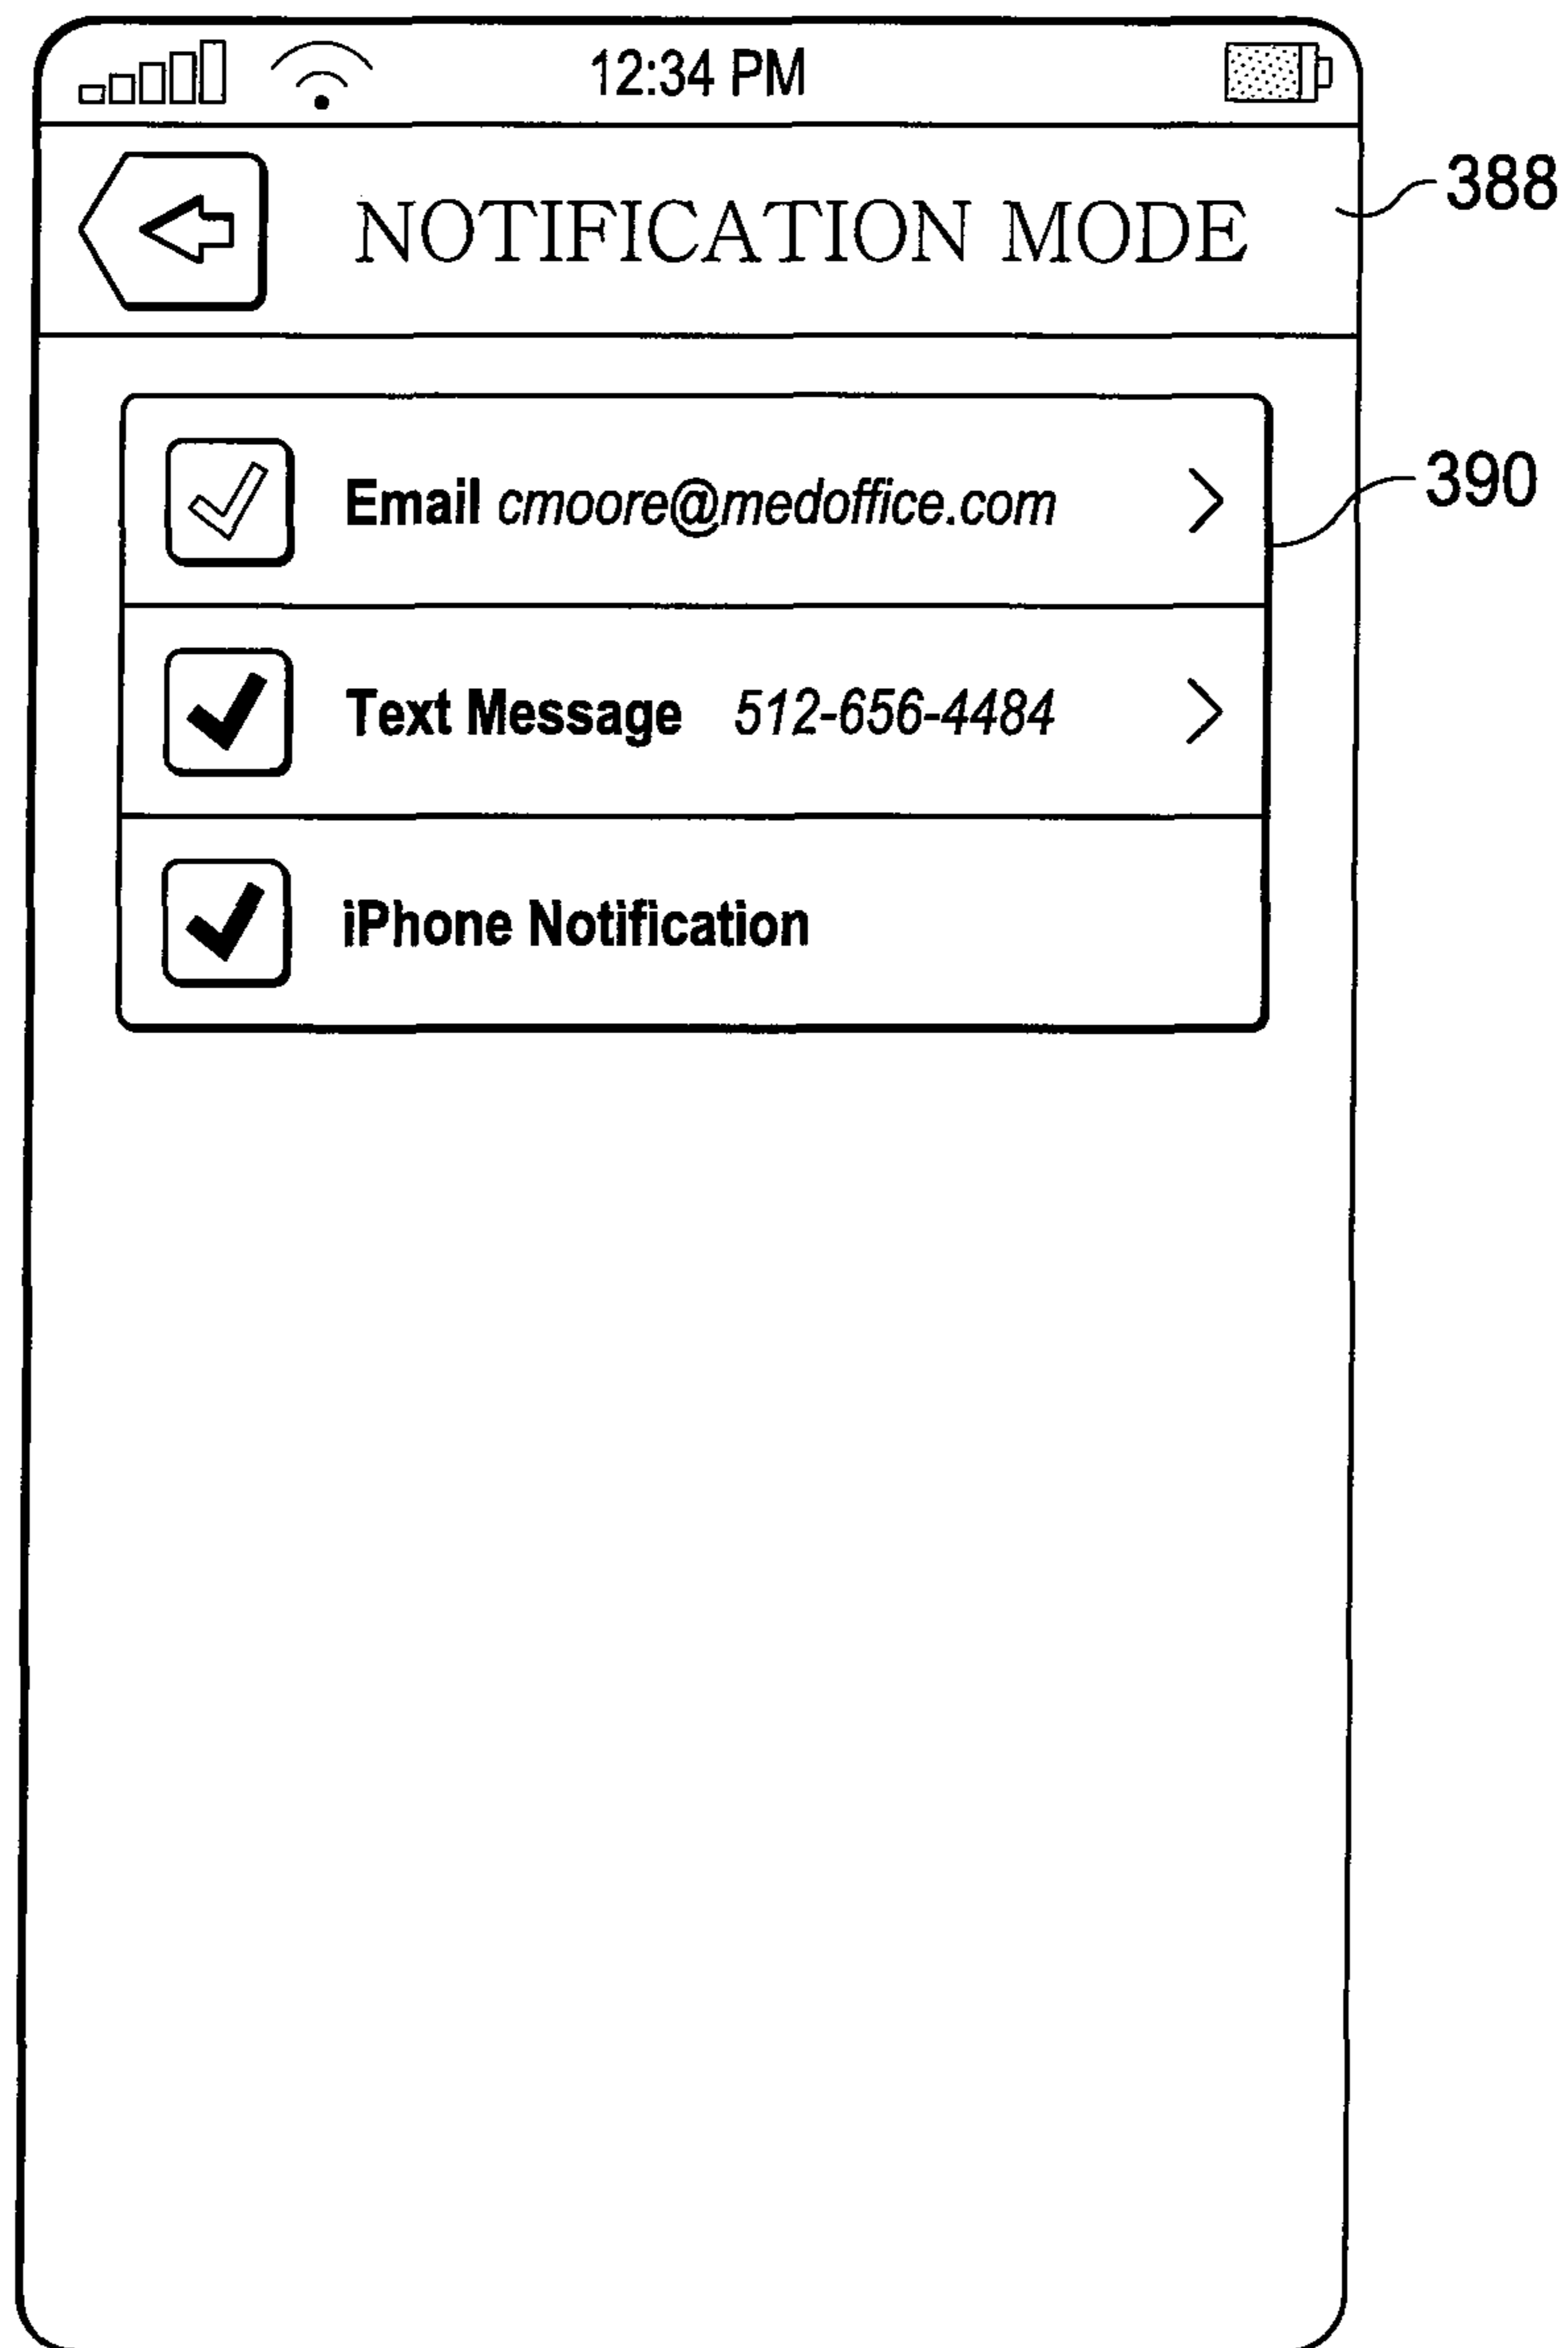 12:34 PM
388
NOTIFICATION MODE
390
Email cmoore@medoffice.com
Text Message 512-656-4484
iPhone Notification